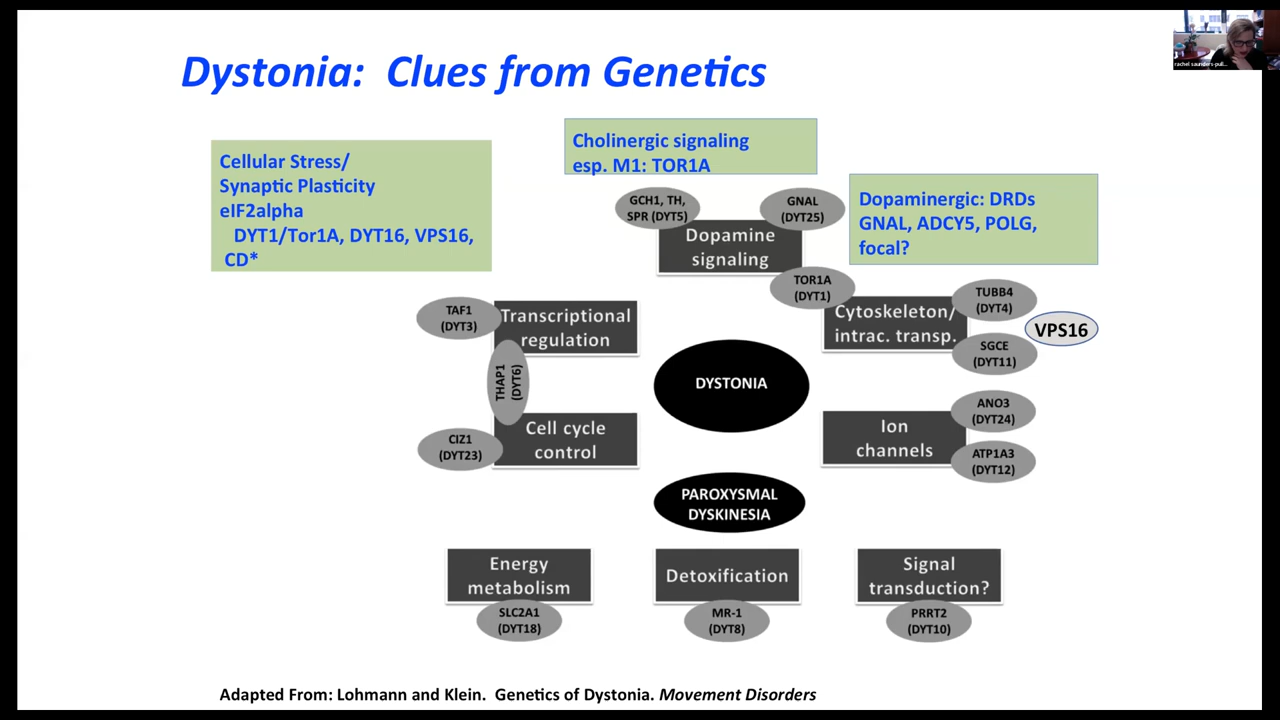 Dystonia: Clues from Genetics
rachel saunders-pull...
Cellular Stress/
Synaptic Plasticity
eIF2alpha
DYT1/Tor1A, DYT16, VPS16,
CD*
Cholinergic signaling
esp. M1: TOR1A
Dopaminergic: DRDs
GNAL, ADCY5, POLG,
focal?
GCH1, TH,
SPR (DYT5)
GNAL
(DYT25)
Dopamine
signaling
TOR1A
(DYT1)
TAF1
(DYT3)
Transcriptional
regulation
Cytoskeleton/
intrac. transp.
TUBB4
(DYT4)
VPS16
SGCE
(DYT11)
THAP1
(DYT6)
DYSTONIA
CIZ1
(DYT23)
Cell cycle
control
Ion
channels
ANO3
(DYT24)
ATP1A3
(DYT12)
PAROXYSMAL
DYSKINESIA
Energy
metabolism
SLC2A1
(DYT18)
Detoxification
MR-1
(DYT8)
Signal
transduction?
PRRT2
(DYT10)
Adapted From: Lohmann and Klein. Genetics of Dystonia. Movement Disorders